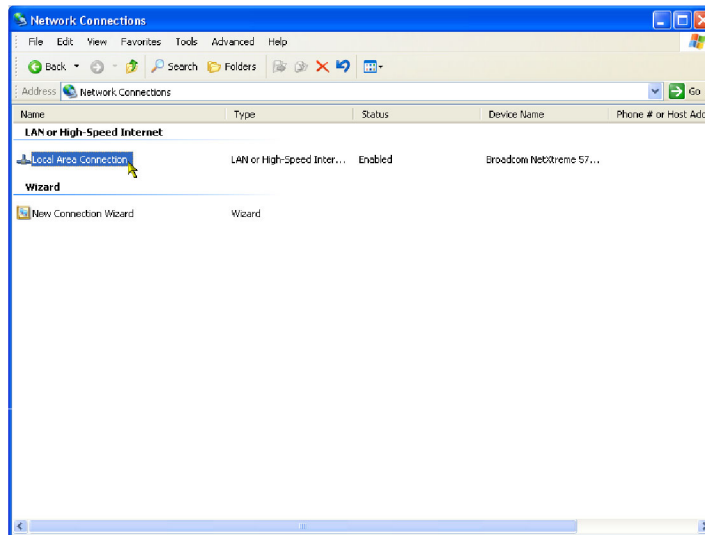 Network Connections
File Edit View Favorites Tools Advanced Help
Back Search Folders
Address Network Connections Go
Name Type Status Device Name Phone # or Host Add
LAN or High-Speed Internet
Local Area Connection LAN or High-Speed Inter... Enabled Broadcom NetXtreme 57...
Wizard
New Connection Wizard Wizard